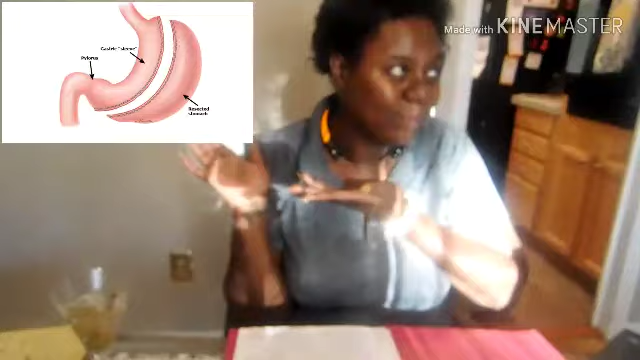 Made with KINEMASTER
Gastric "sleeve"
Pylorus
Resected
stomach